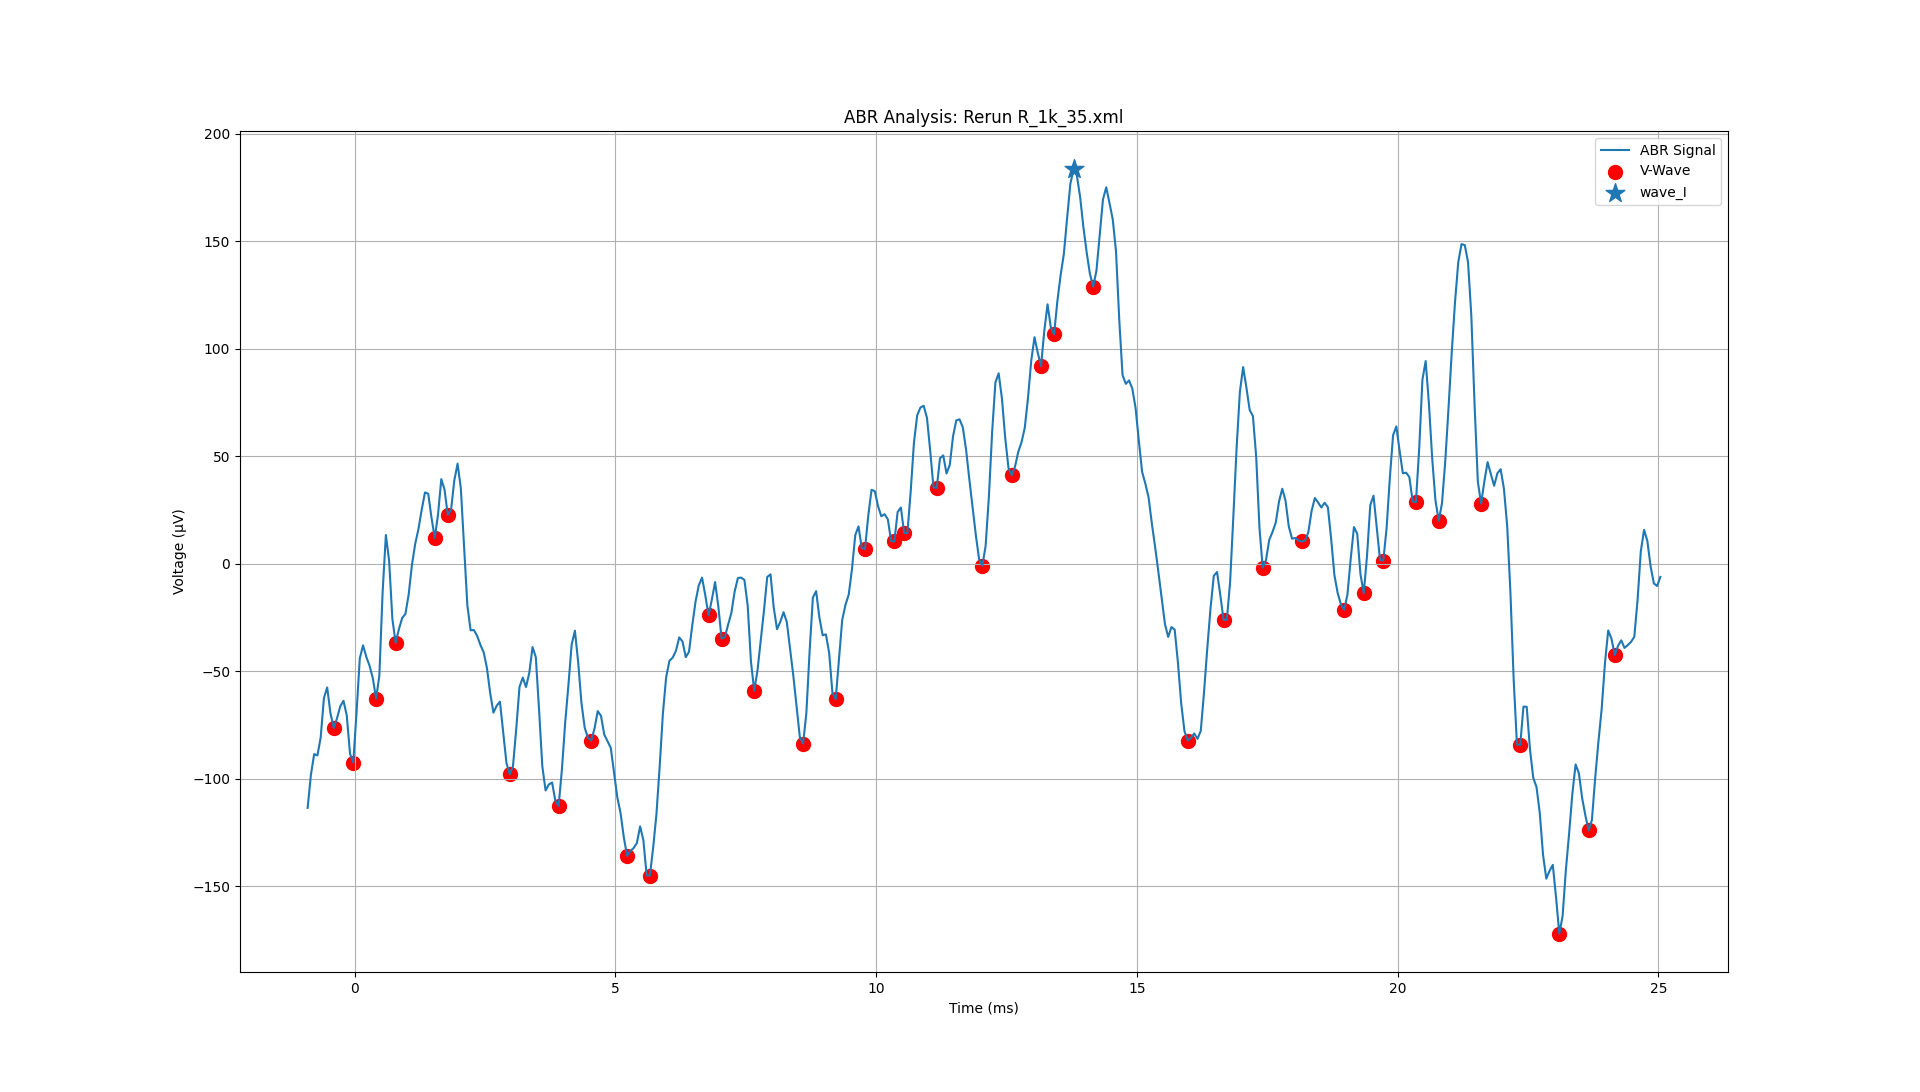 ABR Analysis: Rerun R_1k_35.xml
ABR Signal
V-Wave
wave_I
Voltage (µV)
200
150
100
50
0
−50
−100
−150
0 5 10 15 20 25
Time (ms)